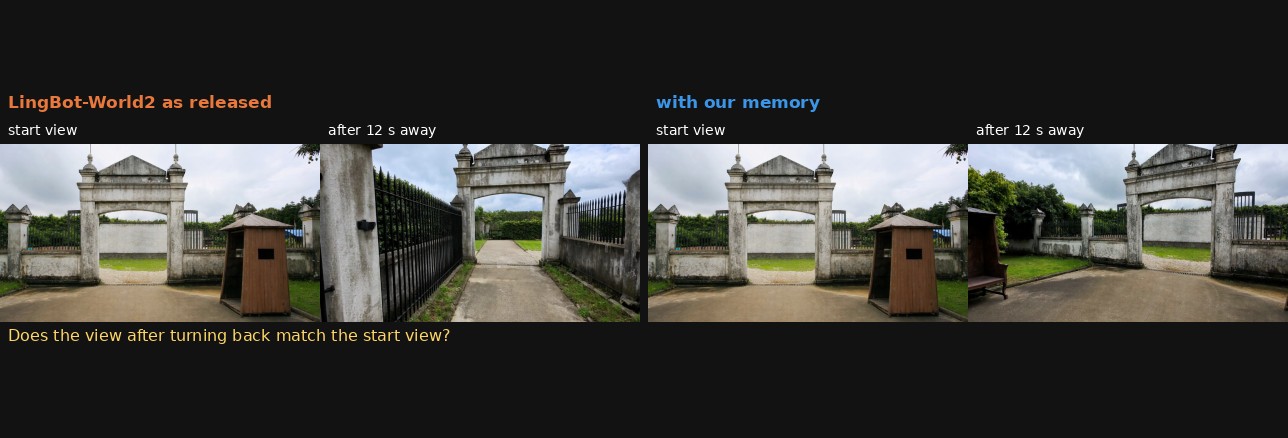 LingBot-World2 as released
start view
after 12 s away
with our memory
start view
after 12 s away
Does the view after turning back match the start view?